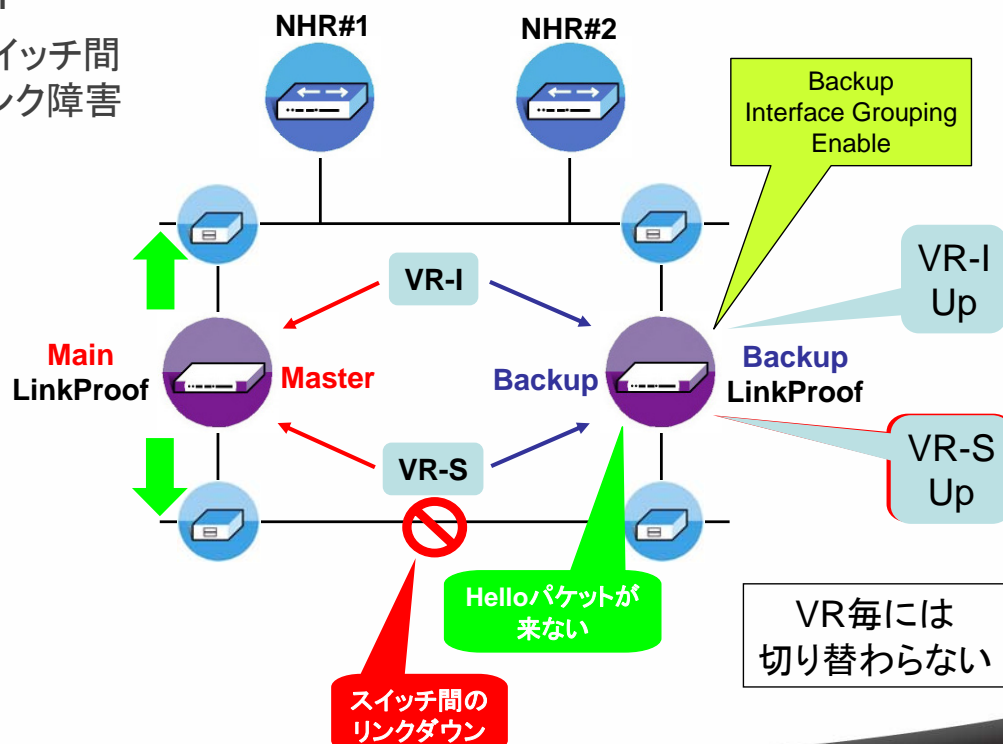 イッチ間
ンク障害
NHR#1
NHR#2
Backup
Interface Grouping
Enable
VR-I
VR-I
Up
Main
LinkProof
Master
Backup
Backup
LinkProof
VR-S
VR-S
Up
Helloパケットが
来ない
スイッチ間の
リンクダウン
VR毎には
切り替わらない